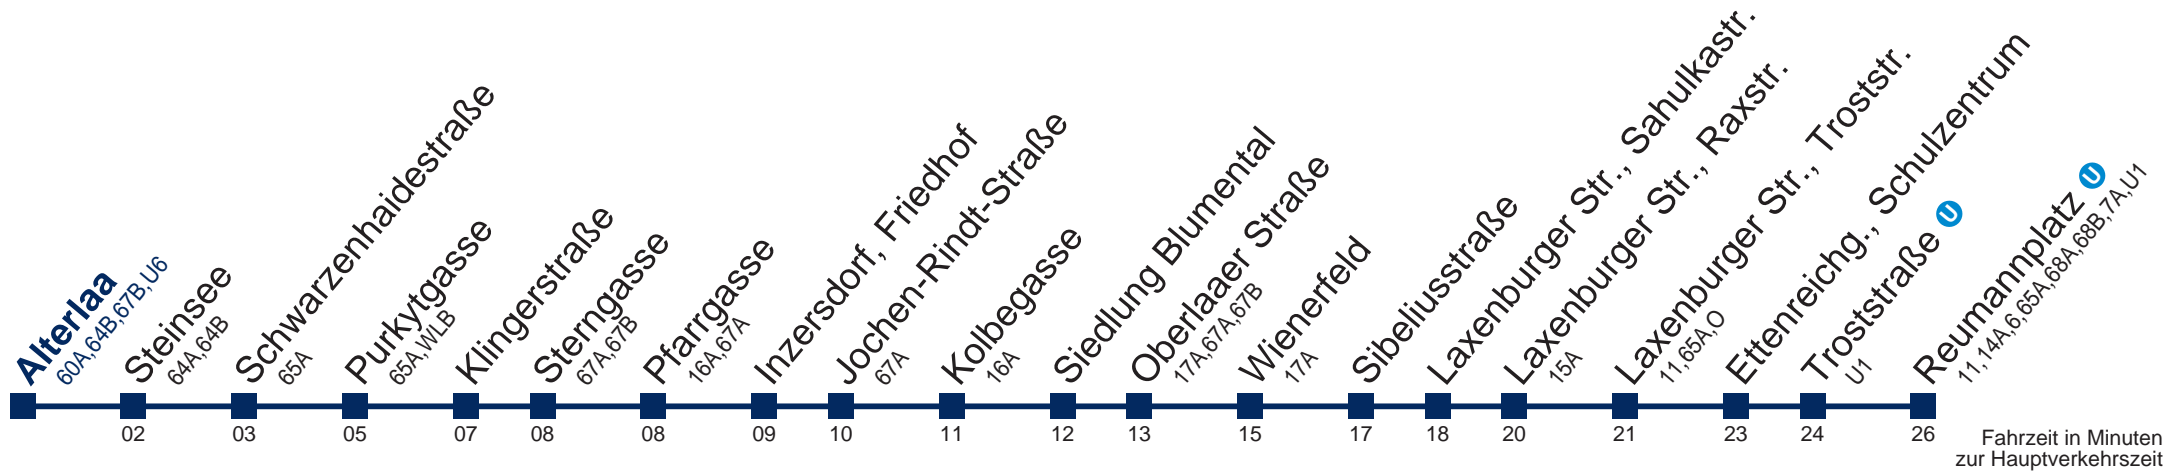 Alterlaa
60A,64B,67B,U6
Steinsee
64A,64B
Schwarzenhaidestraße
65A
Purkytgasse
65A,WLB
Klingerstraße
Sterngasse
67A,67B
Pfarrgasse
16A,67A
Inzersdorf, Friedhof
Jochen-Rindt-Straße
67A
Kolbegasse
16A
Siedlung Blumental
Oberlaaer Straße
17A,67A,67B
Wienerfeld
17A
Sibeliusstraße
Laxenburger Str., Sahulkastr.
Laxenburger Str., Raxstr.
15A
Laxenburger Str., Troststr.
11,65A,O
Ettenreichg., Schulzentrum
Troststraße U
U1
Reumannplatz U
11,14A,6,65A,68A,68B,7A,U1
02 03 05 07 08 08 09 10 11 12 13 15 17 18 20 21 23 24 26
Fahrzeit in Minuten
zur Hauptverkehrszeit